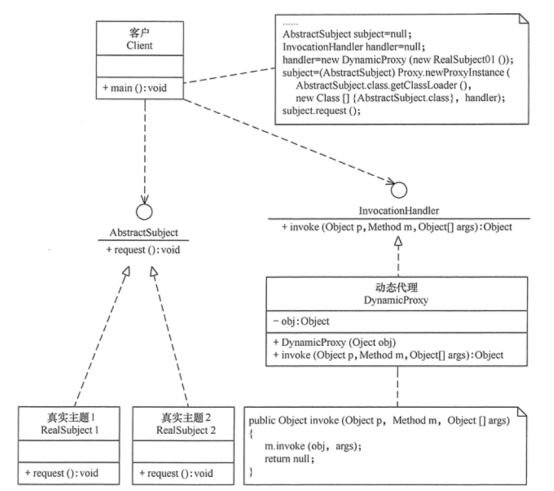 客户
Client
+ main ():void
……
AbstractSubject subject=null;
InvocationHandler handler=null;
handler=new DynamicProxy (new RealSubject01 ());
subject=(AbstractSubject) Proxy.newProxyInstance (
AbstractSubject.class.getClassLoader (),
new Class [] {AbstractSubject.class}, handler);
subject.request ();
AbstractSubject
+ request ():void
InvocationHandler
+ invoke (Object p,Method m,Object[] args):Object
动态代理
DynamicProxy
- obj:Object
+ DynamicProxy (Oject obj)
+ invoke (Object p,Method m,Object[] args):Object
真实主题1
RealSubject 1
+ request ():void
真实主题2
RealSubject 2
+ request ():void
public Object invoke (Object p, Method m, Object [] args)
{
m.invoke (obj, args);
return null;
}